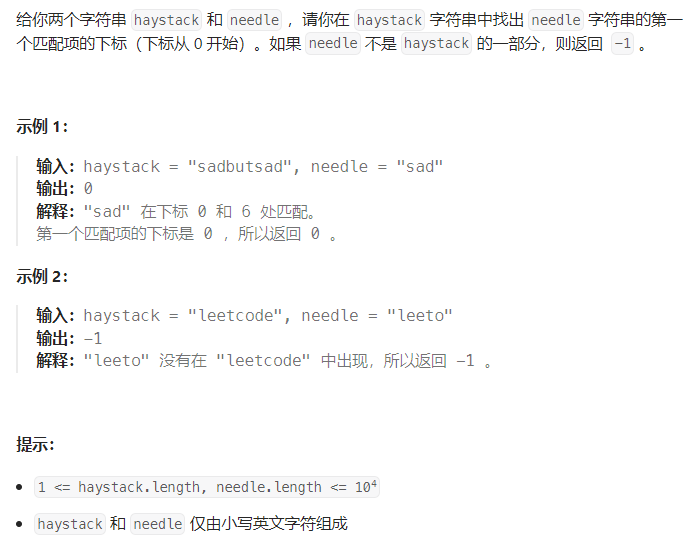 给你两个字符串 haystack 和 needle ，请你在 haystack 字符串中找出 needle 字符串的第一
个匹配项的下标（下标从 0 开始）。如果 needle 不是 haystack 的一部分，则返回 -1 。
示例 1：
输入：haystack = "sadbutsad", needle = "sad"
输出：0
解释："sad" 在下标 0 和 6 处匹配。
第一个匹配项的下标是 0 ，所以返回 0 。
示例 2：
输入：haystack = "leetcode", needle = "leeto"
输出：-1
解释："leeto" 没有在 "leetcode" 中出现，所以返回 -1 。
提示：
• 1 <= haystack.length, needle.length <= 10⁴
• haystack 和 needle 仅由小写英文字符组成